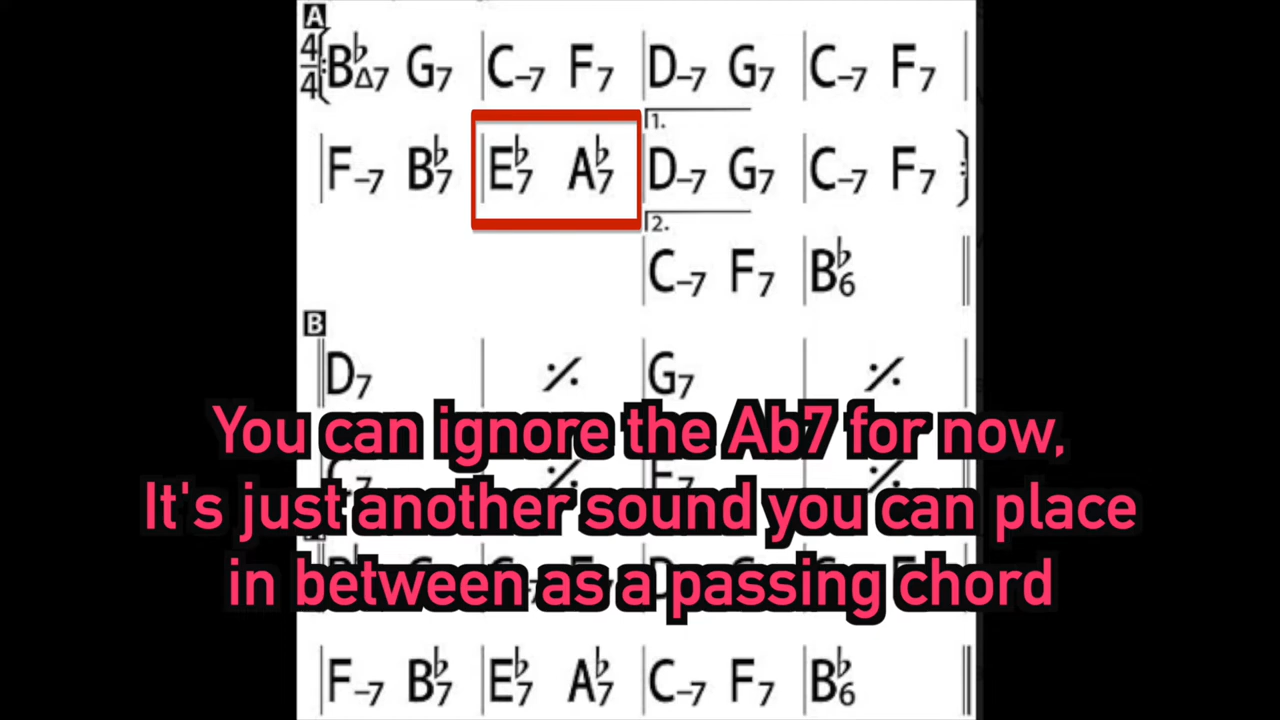 A
4/4 B♭Δ7 G7 C-7 F7 D-7 G7 C-7 F7
1.
F-7 B♭7 E♭7 A♭7 D-7 G7 C-7 F7
2.
C-7 F7 B♭6
B
D7 ٪ G7 ٪
You can ignore the Ab7 for now,
It's just another sound you can place
in between as a passing chord
F-7 B♭7 E♭7 A♭7 C-7 F7 B♭6